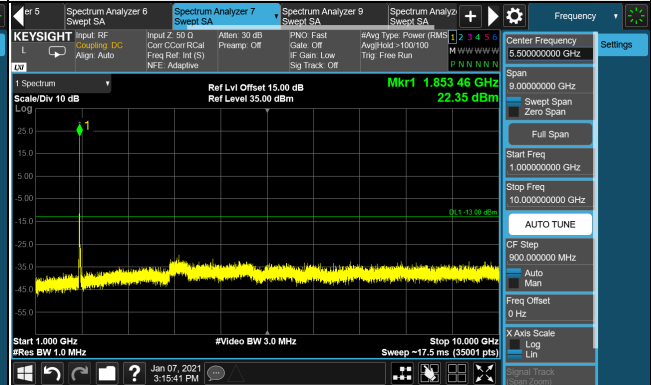 er 5
Spectrum Analyzer 6
Swept SA
Spectrum Analyzer 7
Swept SA
Spectrum Analyzer 9
Swept SA
Spectrum Analyz
Swept SA
Frequency
KEYSIGHT
L
LXI
Input: RF
Coupling: DC
Align: Auto
Input Z: 50 Ω
Corr CCorr RCal
Freq Ref: Int (S)
NFE: Adaptive
Atten: 30 dB
Preamp: Off
PNO: Fast
Gate: Off
IF Gain: Low
Sig Track: Off
#Avg Type: Power (RMS
Avg|Hold:>100/100
Trig: Free Run
1 2 3 4 5 6
M W W W W W
P N N N N N
1 Spectrum
Scale/Div 10 dB
Log
Ref Lvl Offset 15.00 dB
Ref Level 35.00 dBm
Mkr1 1.853 46 GHz
22.35 dBm
1
25.0
15.0
5.00
-5.00
-15.0
-25.0
-35.0
-45.0
-55.0
DL1 -13.00 dBm
Start 1.000 GHz
#Res BW 1.0 MHz
#Video BW 3.0 MHz
Stop 10.000 GHz
Sweep ~17.5 ms (35001 pts)
Jan 07, 2021
3:15:41 PM
Settings
Center Frequency
5.500000000 GHz
Span
9.00000000 GHz
Swept Span
Zero Span
Full Span
Start Freq
1.000000000 GHz
Stop Freq
10.000000000 GHz
AUTO TUNE
CF Step
900.000000 MHz
Auto
Man
Freq Offset
0 Hz
X Axis Scale
Log
Lin
Signal Track
(Span Zoom)